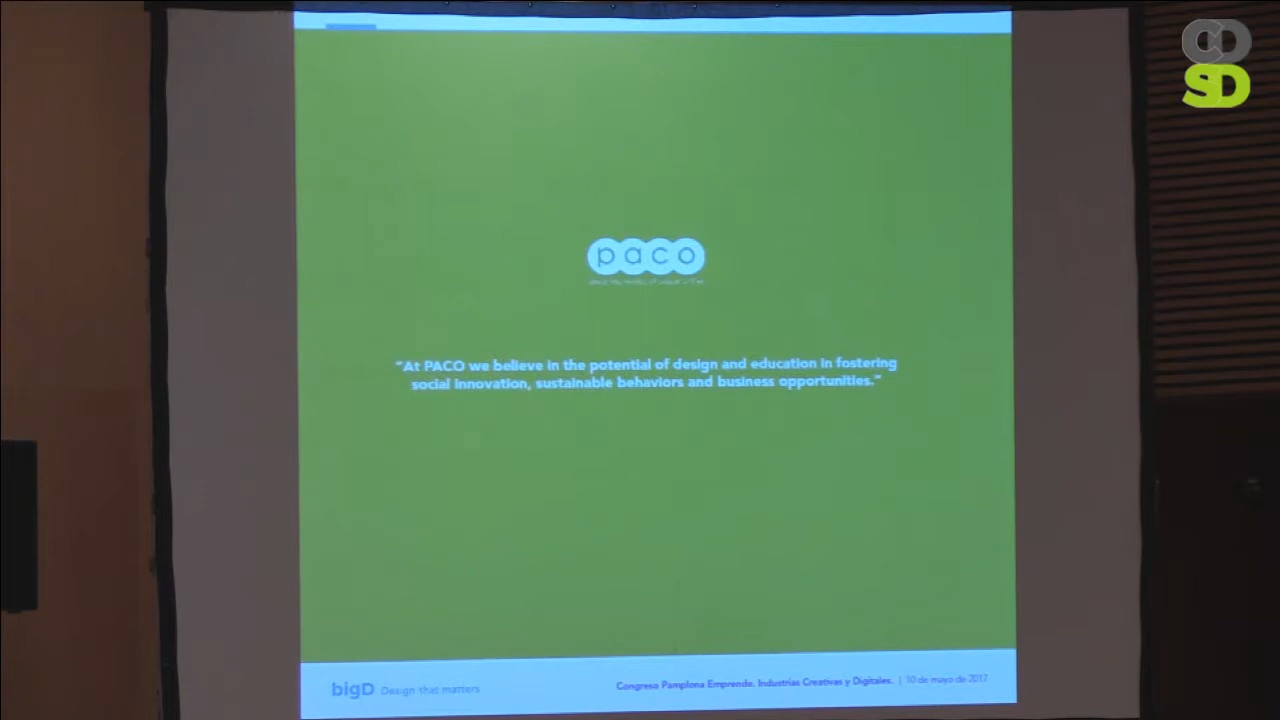 CD
SD
paco
"At PACO we believe in the potential of design and education in fostering
social innovation, sustainable behaviors and business opportunities."
bigD Design that matters
Congreso Pamplona Emprende. Industrias Creativas y Digitales. | 10 de mayo de 2017